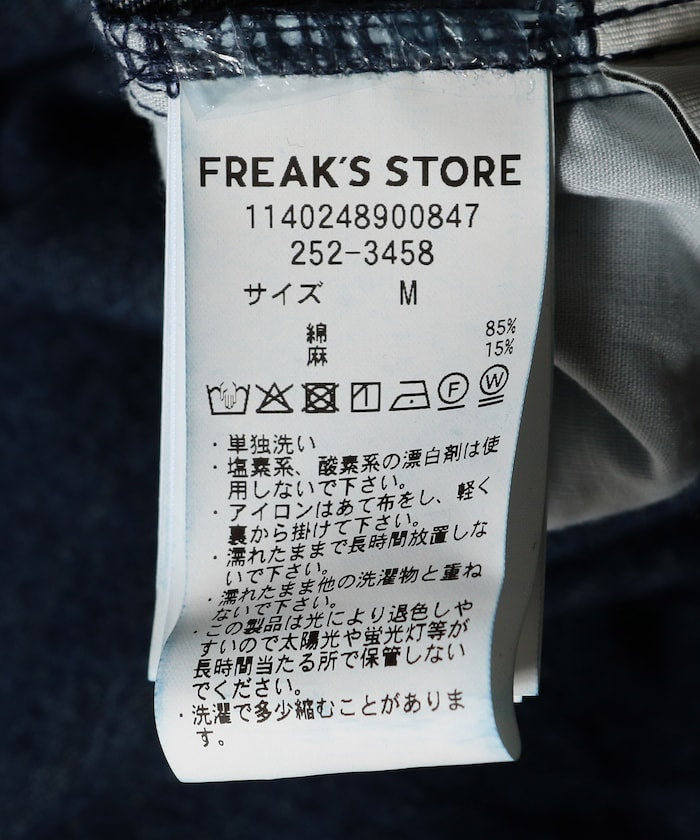 FREAK'S STORE
1140248900847
252-3458
サイズ M
綿 85%
麻 15%
F W
・単独洗い
・塩素系、酸素系の漂白剤は使
用しないで下さい。
・アイロンはあて布をし、軽く
裏から掛けて下さい。
・濡れたままで長時間放置しな
いで下さい。
・濡れたまま他の洗濯物と重ね
ないで下さい。
・この製品は光により退色しや
すいので太陽光や蛍光灯等が
長時間当たる所で保管しない
でください。
・洗濯で多少縮むことがありま
す。